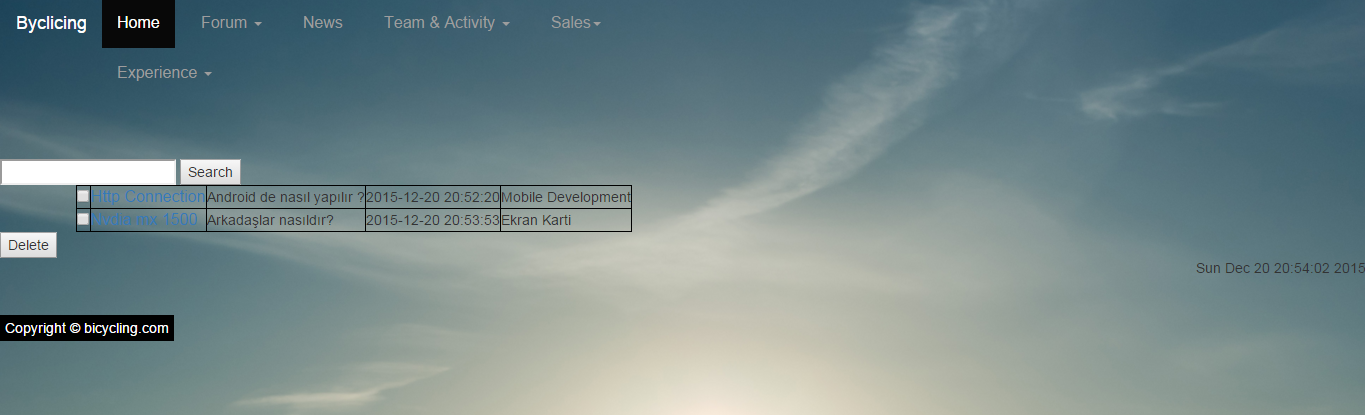 Byclicing Home Forum News Team & Activity Sales
Experience
Search
Http Connection Android de nasıl yapılır ? 2015-12-20 20:52:20 Mobile Development
Nvdia mx 1500 Arkadaşlar nasıldır? 2015-12-20 20:53:53 Ekran Karti
Delete
Sun Dec 20 20:54:02 2015
Copyright © bicycling.com